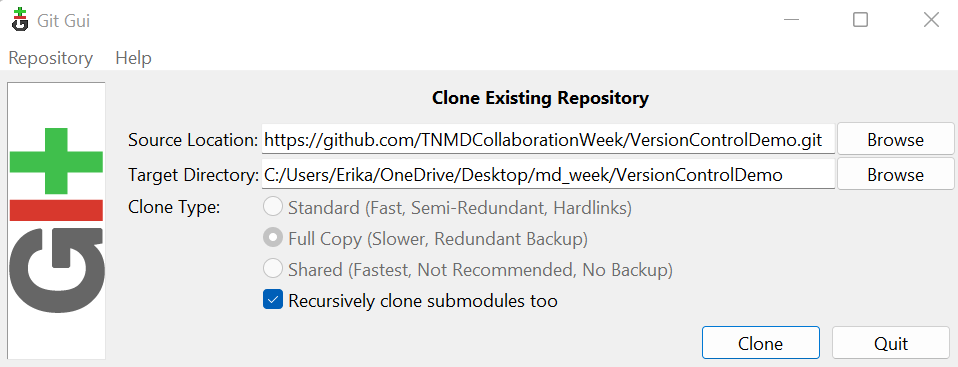 Git Gui
Repository Help
Clone Existing Repository
Source Location: https://github.com/TNMDCollaborationWeek/VersionControlDemo.git Browse
Target Directory: C:/Users/Erika/OneDrive/Desktop/md_week/VersionControlDemo Browse
Clone Type: Standard (Fast, Semi-Redundant, Hardlinks)
Full Copy (Slower, Redundant Backup)
Shared (Fastest, Not Recommended, No Backup)
Recursively clone submodules too
Clone Quit
GIT